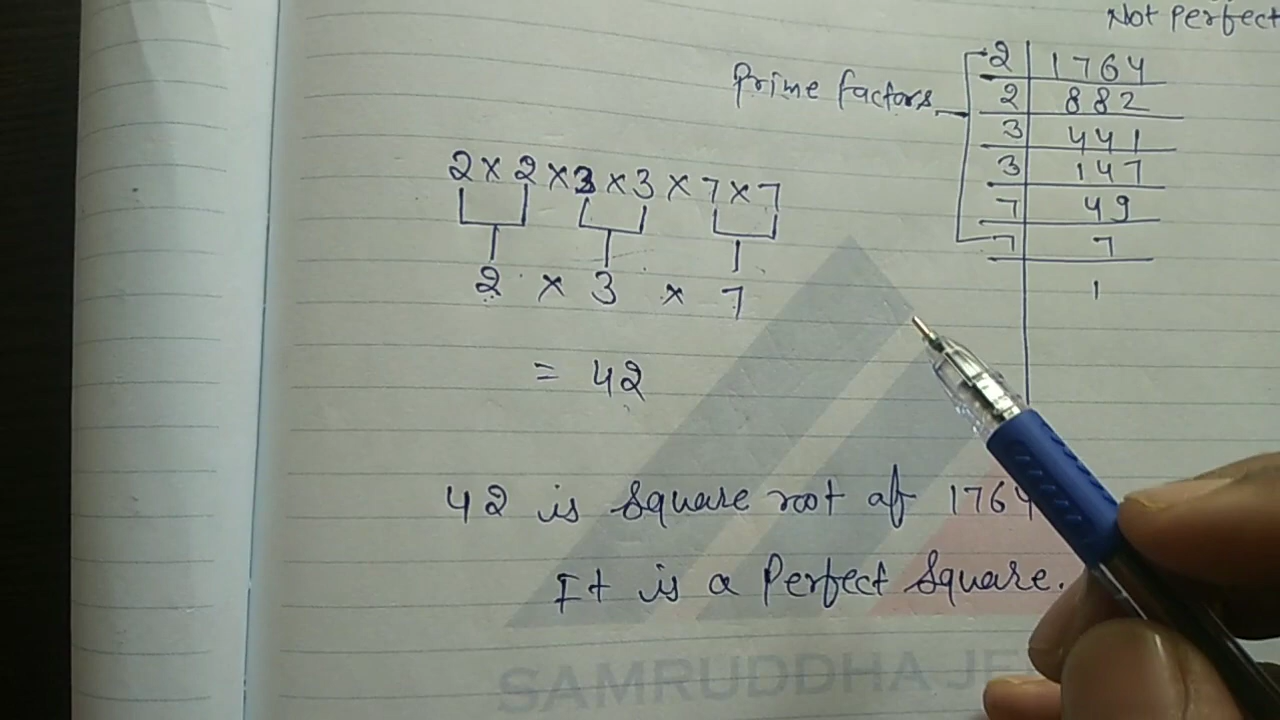 Not Perfect
Prime factors
2 | 1764
2 | 882
3 | 441
3 | 147
7 | 49
7 | 7
1
2 × 2 × 3 × 3 × 7 × 7
2 × 3 × 7
= 42
42 is square root of 1764
It is a Perfect Square.
SAMRUDDHA JE